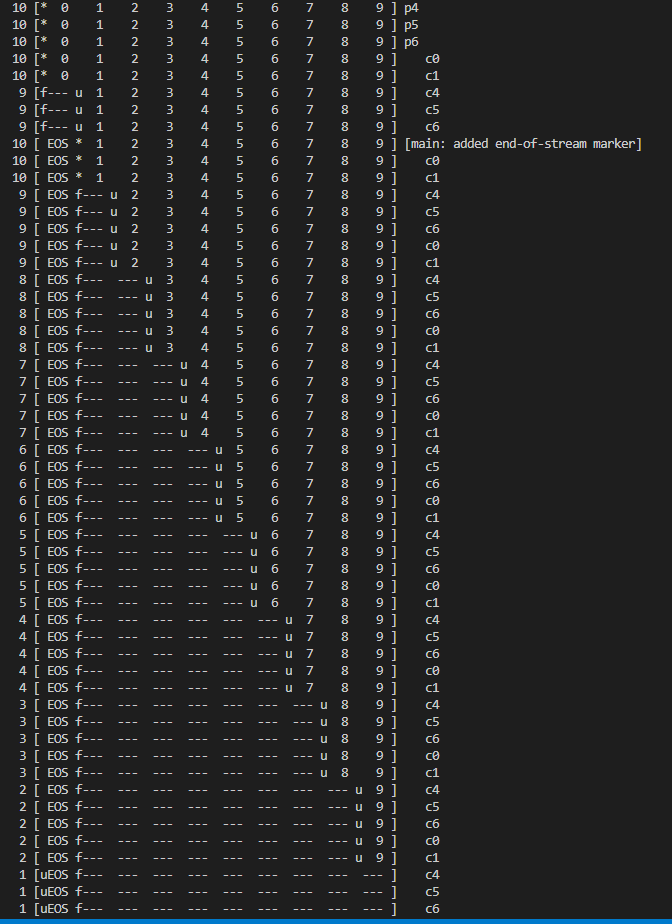 10 [*  0    1    2    3    4    5    6    7    8    9 ] p4
10 [*  0    1    2    3    4    5    6    7    8    9 ] p5
10 [*  0    1    2    3    4    5    6    7    8    9 ] p6
10 [*  0    1    2    3    4    5    6    7    8    9 ]    c0
10 [*  0    1    2    3    4    5    6    7    8    9 ]    c1
 9 [f--- u  1    2    3    4    5    6    7    8    9 ]    c4
 9 [f--- u  1    2    3    4    5    6    7    8    9 ]    c5
 9 [f--- u  1    2    3    4    5    6    7    8    9 ]    c6
10 [ EOS *  1    2    3    4    5    6    7    8    9 ] [main: added end-of-stream marker]
10 [ EOS *  1    2    3    4    5    6    7    8    9 ]    c0
10 [ EOS *  1    2    3    4    5    6    7    8    9 ]    c1
 9 [ EOS f--- u  2    3    4    5    6    7    8    9 ]    c4
 9 [ EOS f--- u  2    3    4    5    6    7    8    9 ]    c5
 9 [ EOS f--- u  2    3    4    5    6    7    8    9 ]    c6
 9 [ EOS f--- u  2    3    4    5    6    7    8    9 ]    c0
 9 [ EOS f--- u  2    3    4    5    6    7    8    9 ]    c1
 8 [ EOS f---  --- u  3    4    5    6    7    8    9 ]    c4
 8 [ EOS f---  --- u  3    4    5    6    7    8    9 ]    c5
 8 [ EOS f---  --- u  3    4    5    6    7    8    9 ]    c6
 8 [ EOS f---  --- u  3    4    5    6    7    8    9 ]    c0
 8 [ EOS f---  --- u  3    4    5    6    7    8    9 ]    c1
 7 [ EOS f---  ---  --- u  4    5    6    7    8    9 ]    c4
 7 [ EOS f---  ---  --- u  4    5    6    7    8    9 ]    c5
 7 [ EOS f---  ---  --- u  4    5    6    7    8    9 ]    c6
 7 [ EOS f---  ---  --- u  4    5    6    7    8    9 ]    c0
 7 [ EOS f---  ---  --- u  4    5    6    7    8    9 ]    c1
 6 [ EOS f---  ---  ---  --- u  5    6    7    8    9 ]    c4
 6 [ EOS f---  ---  ---  --- u  5    6    7    8    9 ]    c5
 6 [ EOS f---  ---  ---  --- u  5    6    7    8    9 ]    c6
 6 [ EOS f---  ---  ---  --- u  5    6    7    8    9 ]    c0
 6 [ EOS f---  ---  ---  --- u  5    6    7    8    9 ]    c1
 5 [ EOS f---  ---  ---  ---  --- u  6    7    8    9 ]    c4
 5 [ EOS f---  ---  ---  ---  --- u  6    7    8    9 ]    c5
 5 [ EOS f---  ---  ---  ---  --- u  6    7    8    9 ]    c6
 5 [ EOS f---  ---  ---  ---  --- u  6    7    8    9 ]    c0
 5 [ EOS f---  ---  ---  ---  --- u  6    7    8    9 ]    c1
 4 [ EOS f---  ---  ---  ---  ---  --- u  7    8    9 ]    c4
 4 [ EOS f---  ---  ---  ---  ---  --- u  7    8    9 ]    c5
 4 [ EOS f---  ---  ---  ---  ---  --- u  7    8    9 ]    c6
 4 [ EOS f---  ---  ---  ---  ---  --- u  7    8    9 ]    c0
 4 [ EOS f---  ---  ---  ---  ---  --- u  7    8    9 ]    c1
 3 [ EOS f---  ---  ---  ---  ---  ---  --- u  8    9 ]    c4
 3 [ EOS f---  ---  ---  ---  ---  ---  --- u  8    9 ]    c5
 3 [ EOS f---  ---  ---  ---  ---  ---  --- u  8    9 ]    c6
 3 [ EOS f---  ---  ---  ---  ---  ---  --- u  8    9 ]    c0
 3 [ EOS f---  ---  ---  ---  ---  ---  --- u  8    9 ]    c1
 2 [ EOS f---  ---  ---  ---  ---  ---  ---  --- u  9 ]    c4
 2 [ EOS f---  ---  ---  ---  ---  ---  ---  --- u  9 ]    c5
 2 [ EOS f---  ---  ---  ---  ---  ---  ---  --- u  9 ]    c6
 2 [ EOS f---  ---  ---  ---  ---  ---  ---  --- u  9 ]    c0
 2 [ EOS f---  ---  ---  ---  ---  ---  ---  --- u  9 ]    c1
 1 [uEOS f---  ---  ---  ---  ---  ---  ---  ---  --- ]    c4
 1 [uEOS f---  ---  ---  ---  ---  ---  ---  ---  --- ]    c5
 1 [uEOS f---  ---  ---  ---  ---  ---  ---  ---  --- ]    c6